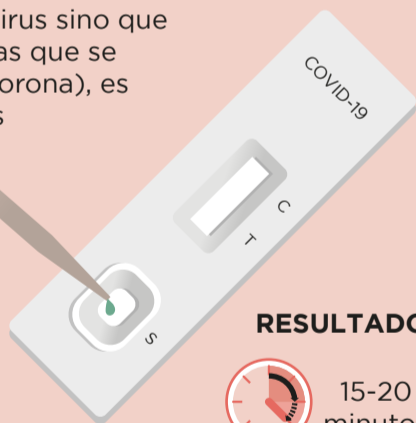 irus sino que
as que se
orona), es
s
COVID-19
C
T
S
RESULTADO
15-20
minuto